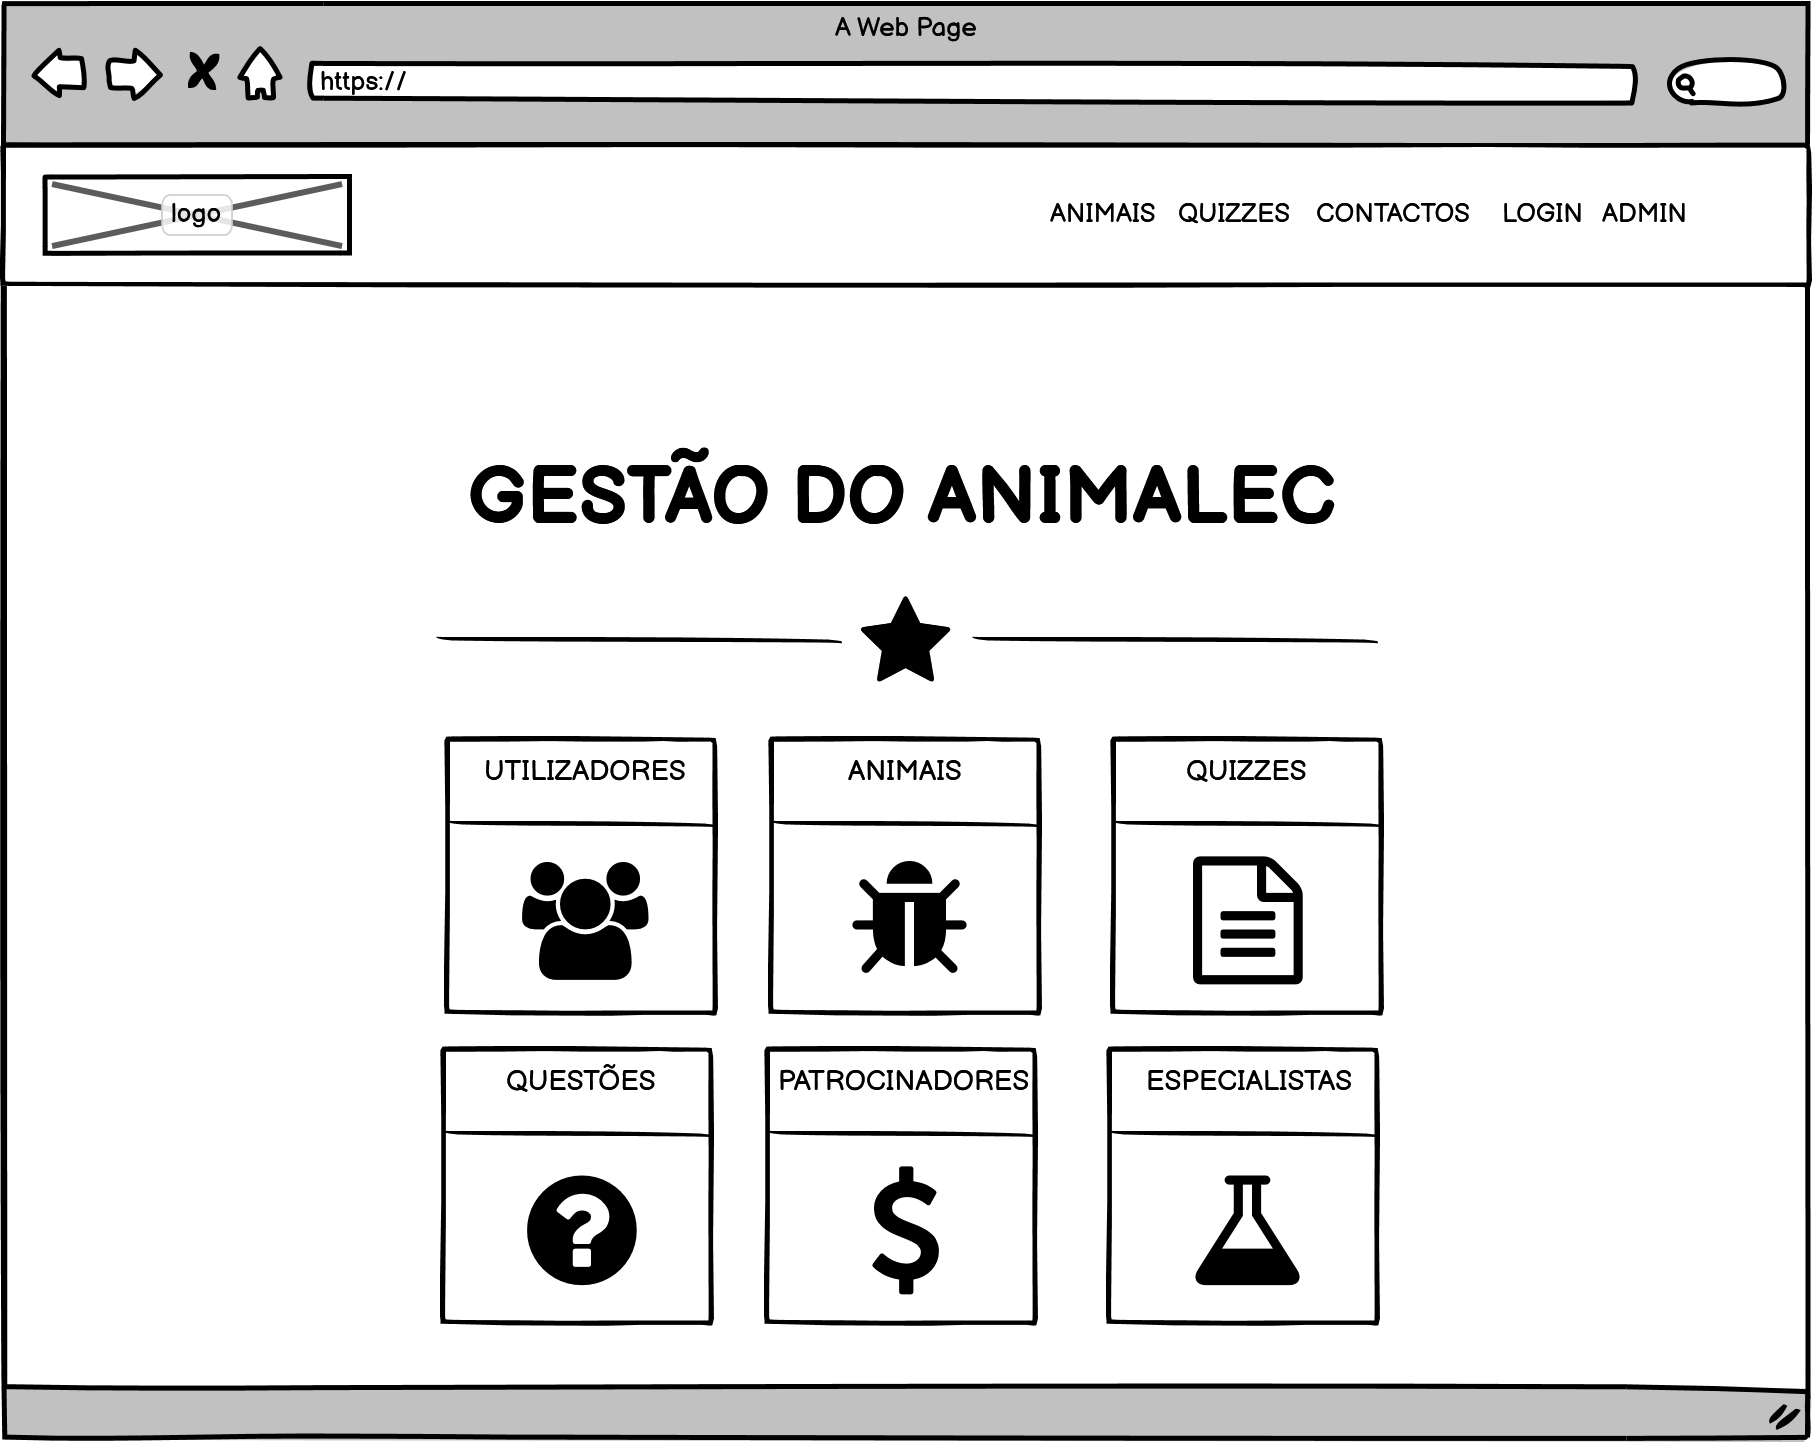 A Web Page
https://
logo
ANIMAIS QUIZZES CONTACTOS LOGIN ADMIN
GESTÃO DO ANIMALEC
UTILIZADORES
ANIMAIS
QUIZZES
QUESTÕES
PATROCINADORES
ESPECIALISTAS